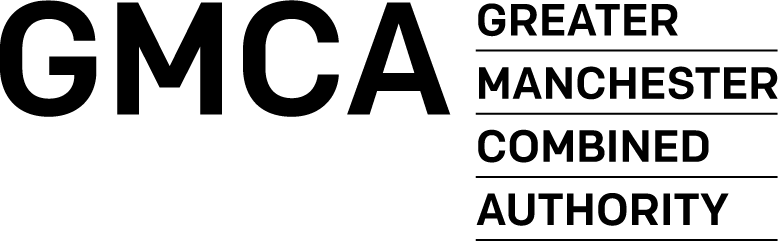 GMCA
GREATER
MANCHESTER
COMBINED
AUTHORITY